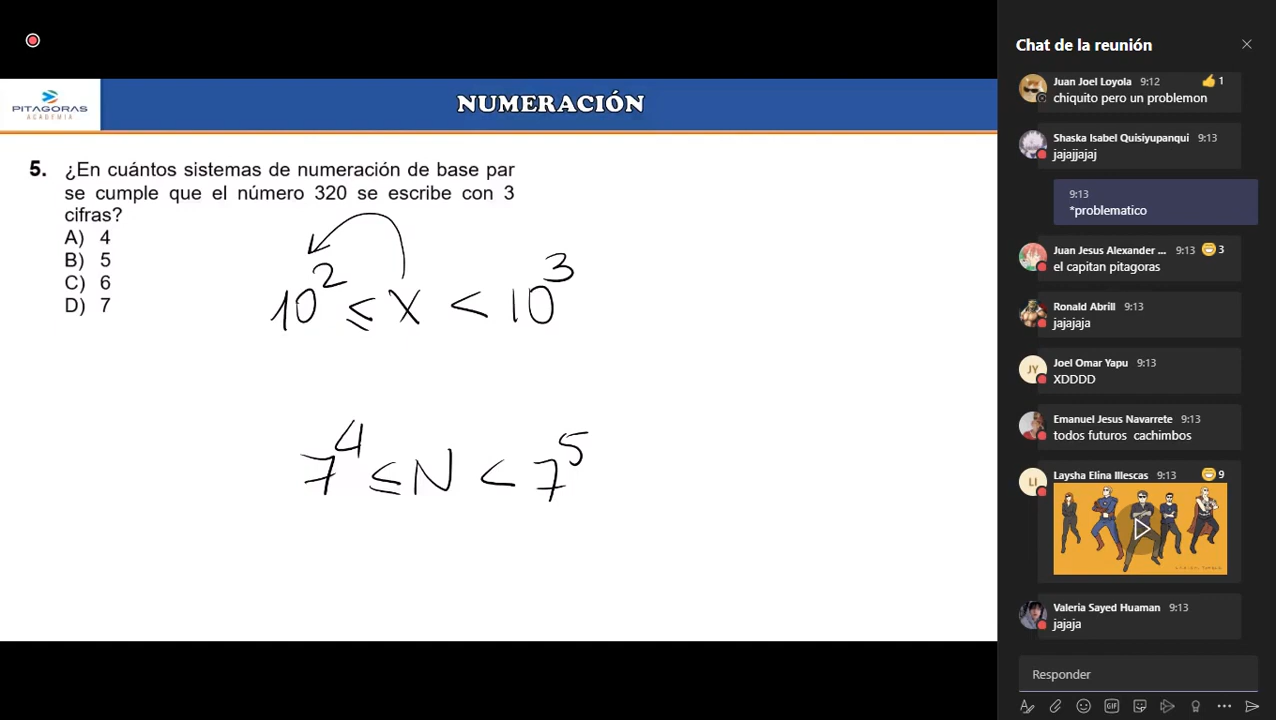 PITAGORAS
ACADEMIA
NUMERACIÓN
5. ¿En cuántos sistemas de numeración de base par
se cumple que el número 320 se escribe con 3
cifras?
A) 4
B) 5
C) 6
D) 7
10² ≤ X < 10³
7⁴ ≤ N < 7⁵
Chat de la reunión
Juan Joel Loyola 9:12 1
chiquito pero un problemon
Shaska Isabel Quisiyupanqui 9:13
jajajjajaj
9:13
*problematico
Juan Jesus Alexander ... 9:13 3
el capitan pitagoras
Ronald Abrill 9:13
jajajaja
JY Joel Omar Yapu 9:13
XDDDD
Emanuel Jesus Navarrete 9:13
todos futuros cachimbos
LI Laysha Elina Illescas 9:13 9
Valeria Sayed Huaman 9:13
jajaja
Responder
GIF